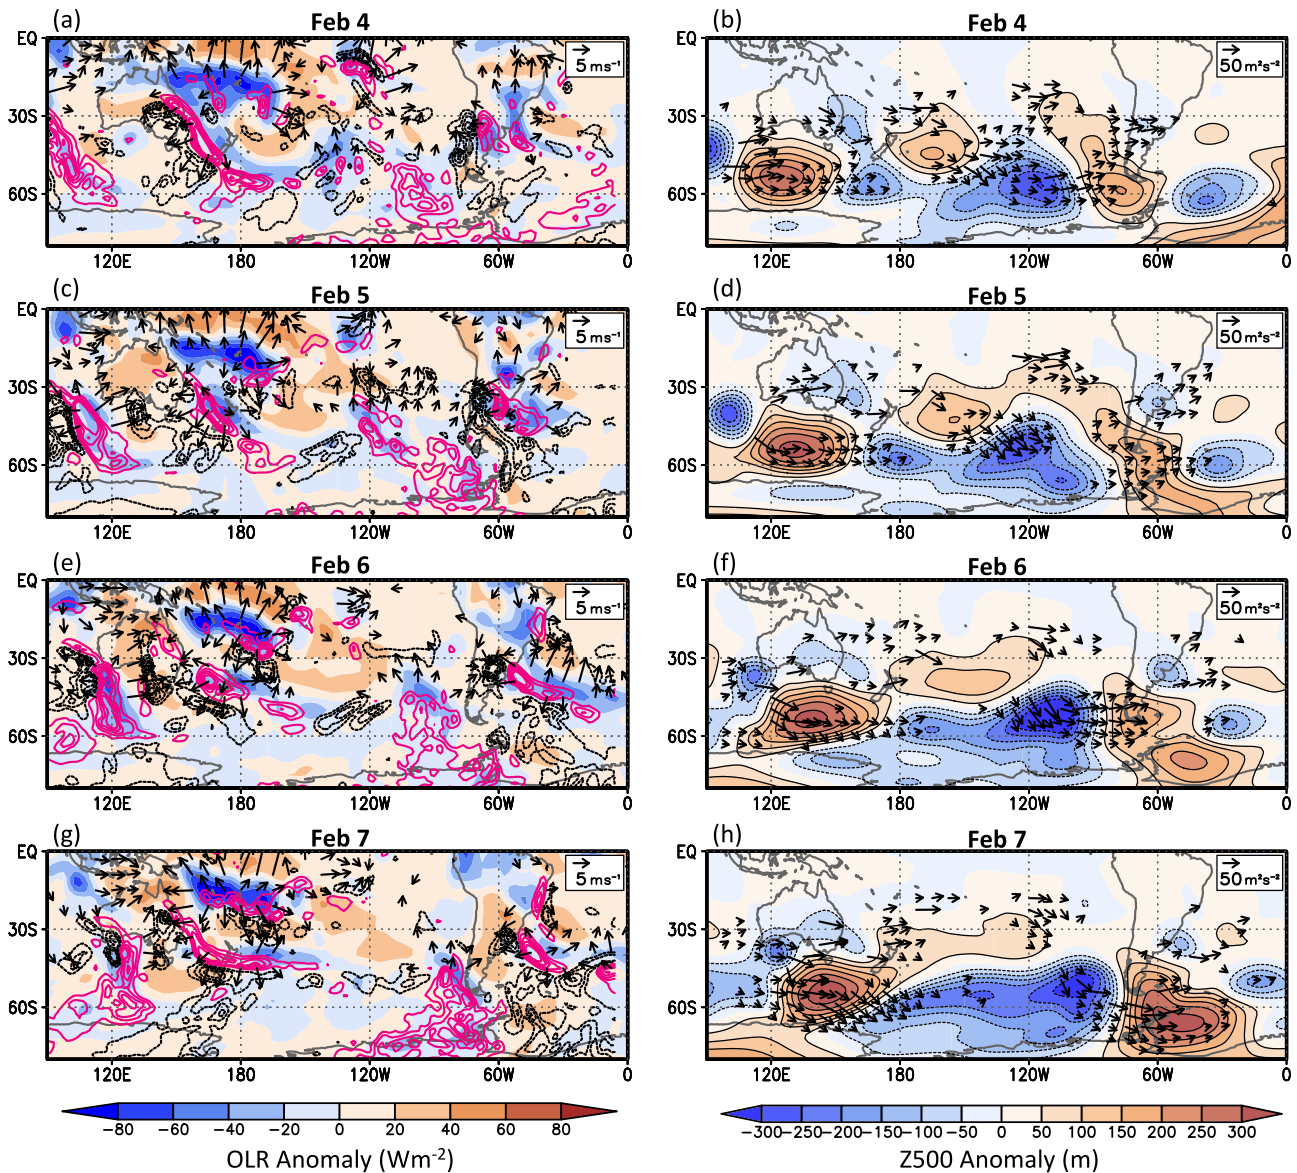 (a) Feb 4
EQ
30S
60S
5 ms⁻¹
120E 180 120W 60W 0
(b) Feb 4
EQ
30S
60S
50 m²s⁻²
120E 180 120W 60W 0
(c) Feb 5
EQ
30S
60S
5 ms⁻¹
120E 180 120W 60W 0
(d) Feb 5
EQ
30S
60S
50 m²s⁻²
120E 180 120W 60W 0
(e) Feb 6
EQ
30S
60S
5 ms⁻¹
120E 180 120W 60W 0
(f) Feb 6
EQ
30S
60S
50 m²s⁻²
120E 180 120W 60W 0
(g) Feb 7
EQ
30S
60S
5 ms⁻¹
120E 180 120W 60W 0
(h) Feb 7
EQ
30S
60S
50 m²s⁻²
120E 180 120W 60W 0
-80 -60 -40 -20 0 20 40 60 80
OLR Anomaly (Wm⁻²)
-300 -250 -200 -150 -100 -50 0 50 100 150 200 250 300
Z500 Anomaly (m)